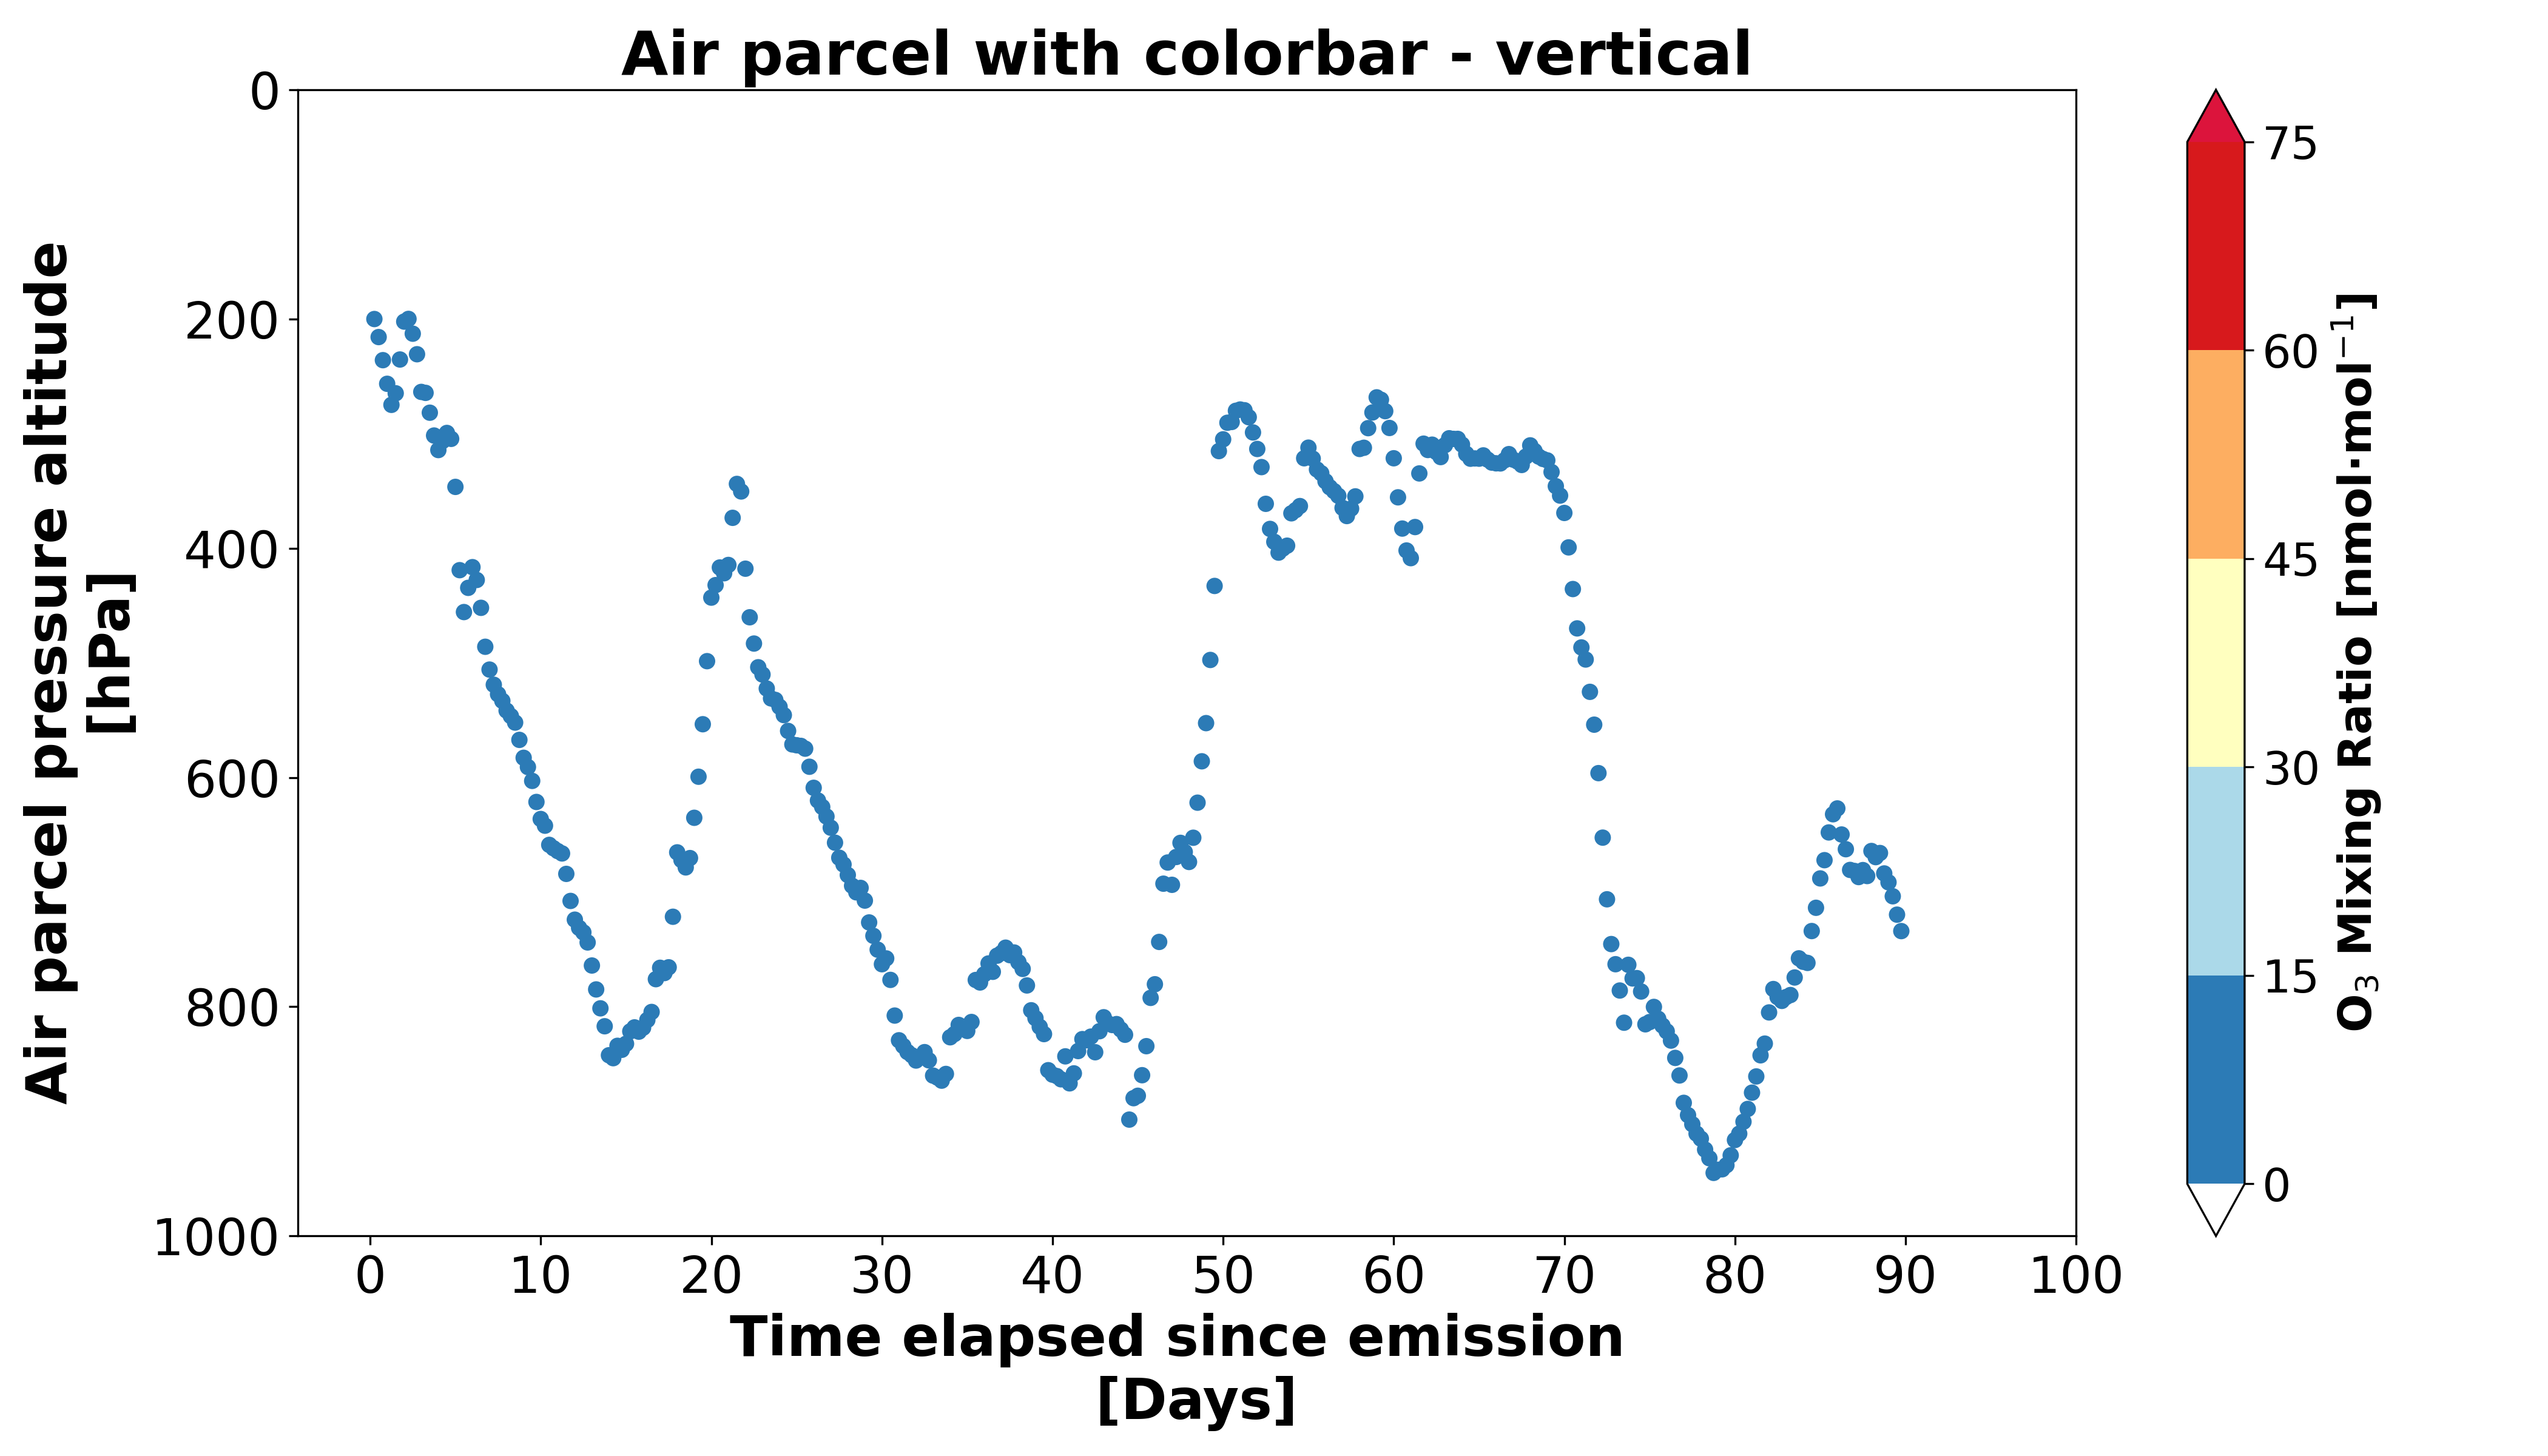 Air parcel with colorbar - vertical
Air parcel pressure altitude
[hPa]
0
200
400
600
800
1000
0 10 20 30 40 50 60 70 80 90 100
Time elapsed since emission
[Days]
75
60
45
30
15
0
O₃ Mixing Ratio [nmol·mol⁻¹]